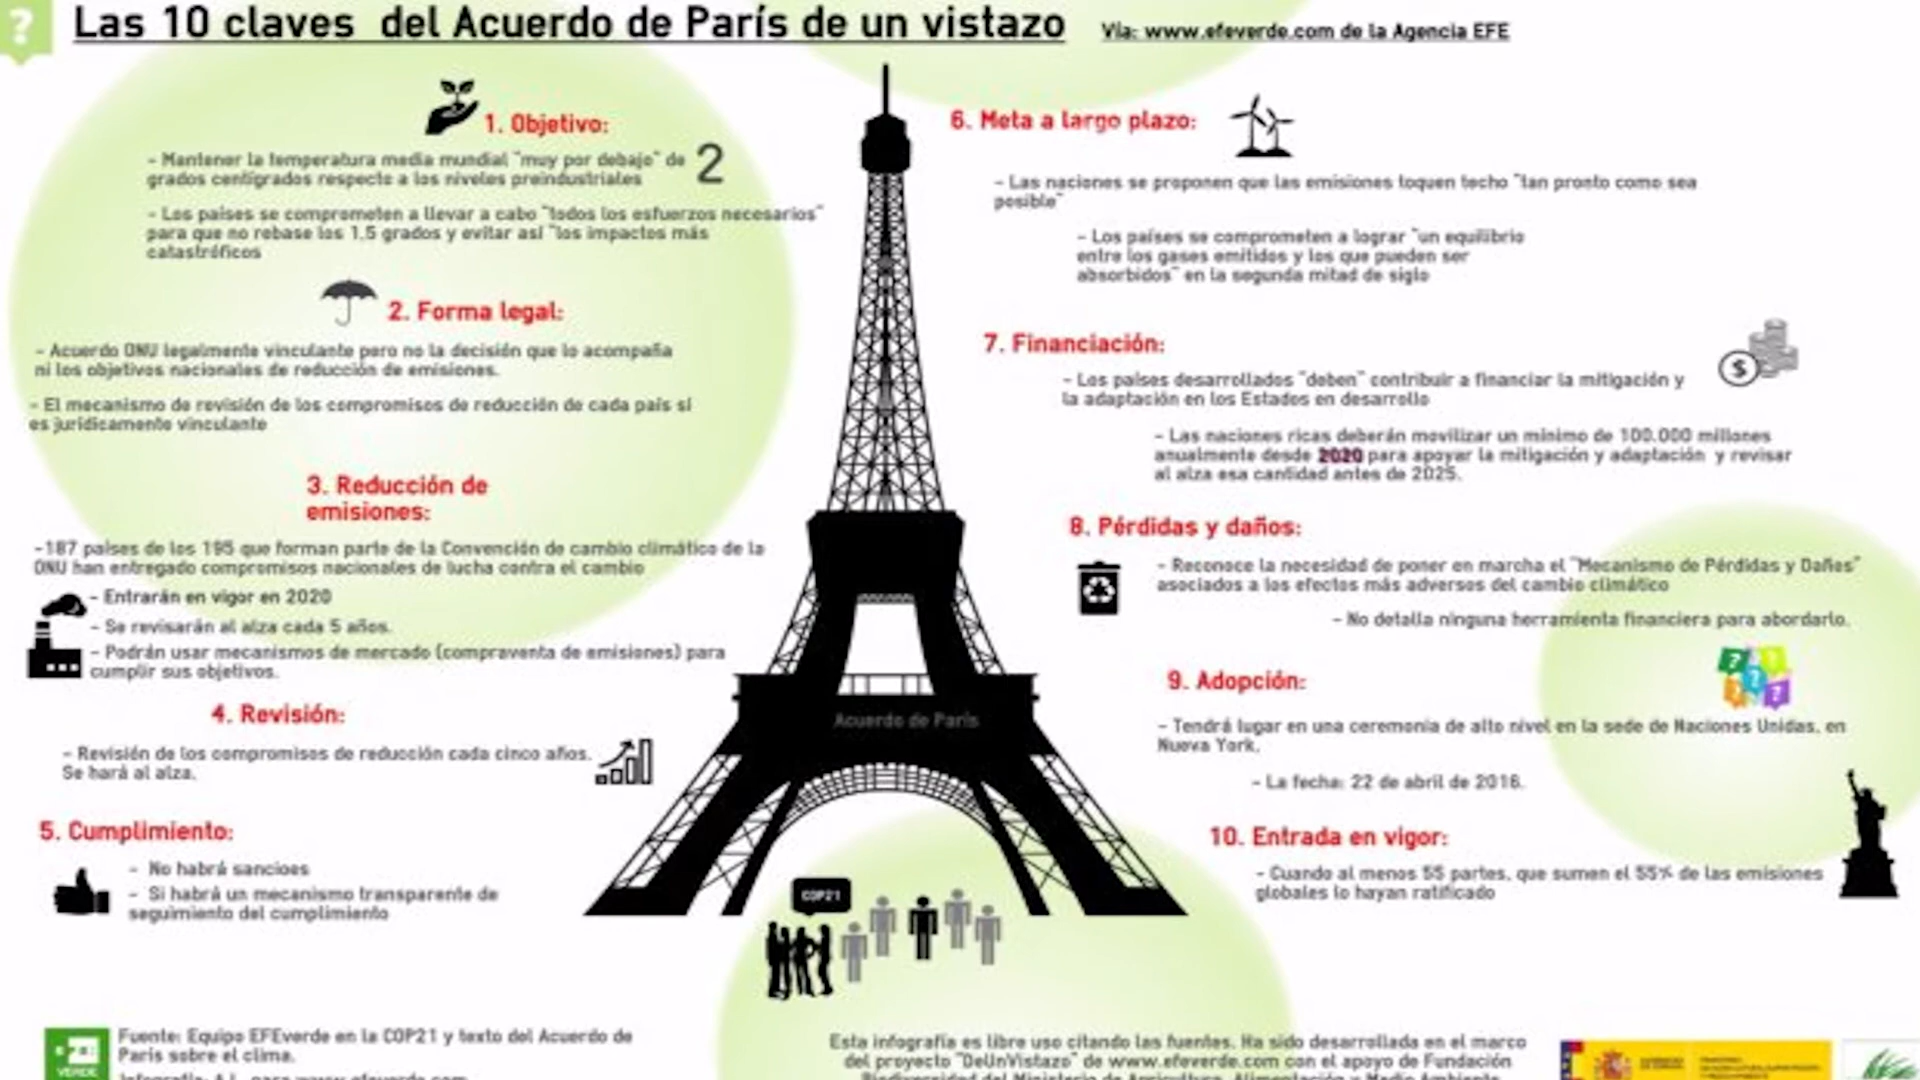 Las 10 claves del Acuerdo de París de un vistazo
Vía: www.efeverde.com de la Agencia EFE
1. Objetivo:
- Mantener la temperatura media mundial "muy por debajo" de 2
grados centígrados respecto a los niveles preindustriales
- Los países se comprometen a llevar a cabo "todos los esfuerzos necesarios"
para que no rebase los 1,5 grados y evitar así "los impactos más
catastróficos
2. Forma legal:
- Acuerdo ONU legalmente vinculante pero no la decisión que lo acompaña
ni los objetivos nacionales de reducción de emisiones.
- El mecanismo de revisión de los compromisos de reducción de cada país sí
es jurídicamente vinculante
3. Reducción de
emisiones:
-187 países de los 195 que forman parte de la Convención de cambio climático de la
ONU han entregado compromisos nacionales de lucha contra el cambio
- Entrarán en vigor en 2020
- Se revisarán al alza cada 5 años.
- Podrán usar mecanismos de mercado (compraventa de emisiones) para
cumplir sus objetivos.
4. Revisión:
- Revisión de los compromisos de reducción cada cinco años.
Se hará al alza.
5. Cumplimiento:
- No habrá sancioes
- Si habrá un mecanismo transparente de
seguimiento del cumplimiento
Acuerdo de París
COP21
6. Meta a largo plazo:
- Las naciones se proponen que las emisiones toquen techo "tan pronto como sea
posible"
- Los países se comprometen a lograr "un equilibrio
entre los gases emitidos y los que pueden ser
absorbidos" en la segunda mitad de siglo
7. Financiación:
- Los países desarrollados "deben" contribuir a financiar la mitigación y
la adaptación en los Estados en desarrollo
- Las naciones ricas deberán movilizar un mínimo de 100.000 millones
anualmente desde 2020 para apoyar la mitigación y adaptación y revisar
al alza esa cantidad antes de 2025.
8. Pérdidas y daños:
- Reconoce la necesidad de poner en marcha el "Mecanismo de Pérdidas y Daños"
asociados a los efectos más adversos del cambio climático
- No detalla ninguna herramienta financiera para abordarlo.
9. Adopción:
- Tendrá lugar en una ceremonia de alto nivel en la sede de Naciones Unidas, en
Nueva York.
- La fecha: 22 de abril de 2016.
10. Entrada en vigor:
- Cuando al menos 55 partes, que sumen el 55% de las emisiones
globales lo hayan ratificado
VERDE
Fuente: Equipo EFEverde en la COP21 y texto del Acuerdo de
París sobre el clima.
Esta infografía es libre uso citando las fuentes. Ha sido desarrollada en el marco
del proyecto "DeUnVistazo" de www.efeverde.com con el apoyo de Fundación
Biodiversidad del Ministerio de Agricultura, Alimentación y Medio Ambiente